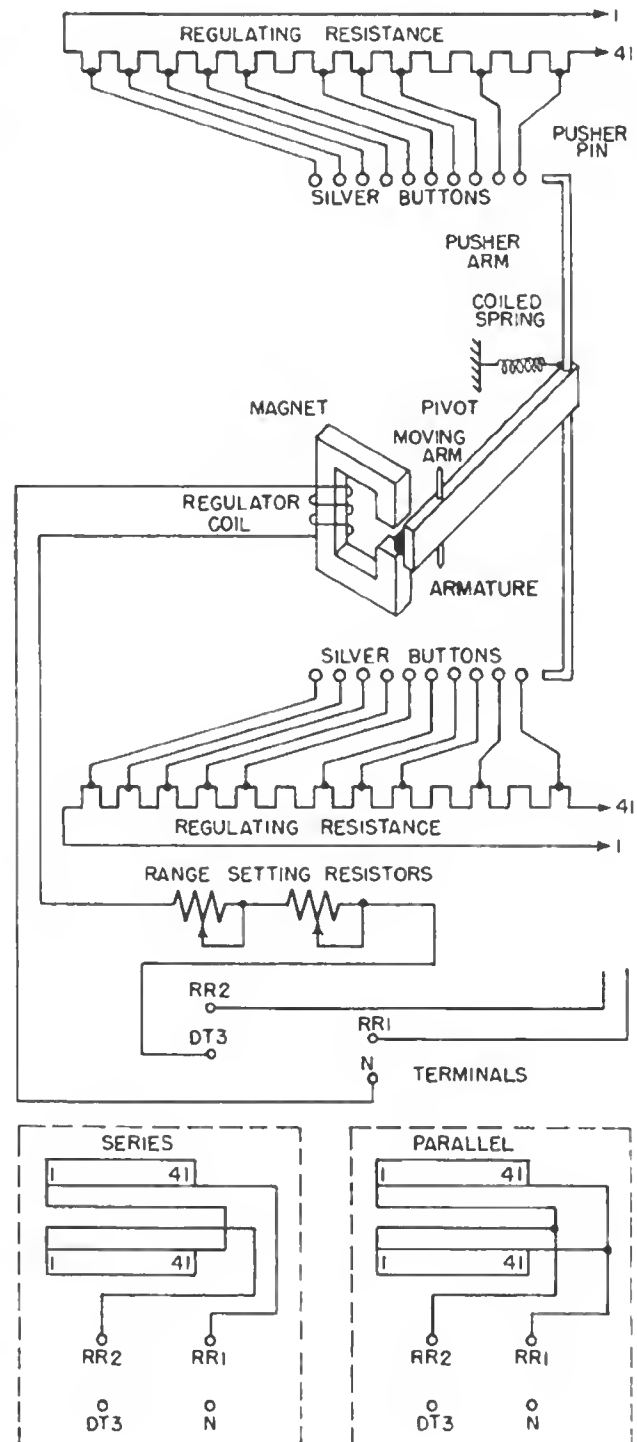 1
REGULATING RESISTANCE
41
PUSHER
PIN
SILVER BUTTONS
PUSHER
ARM
COILED
SPRING
MAGNET
PIVOT
MOVING
ARM
REGULATOR
COIL
ARMATURE
SILVER BUTTONS
41
REGULATING RESISTANCE
1
RANGE SETTING RESISTORS
RR2
RR1
DT3
N
TERMINALS
SERIES
1 41
1 41
RR2 RR1
DT3 N
PARALLEL
1 41
1 41
RR2 RR1
DT3 N